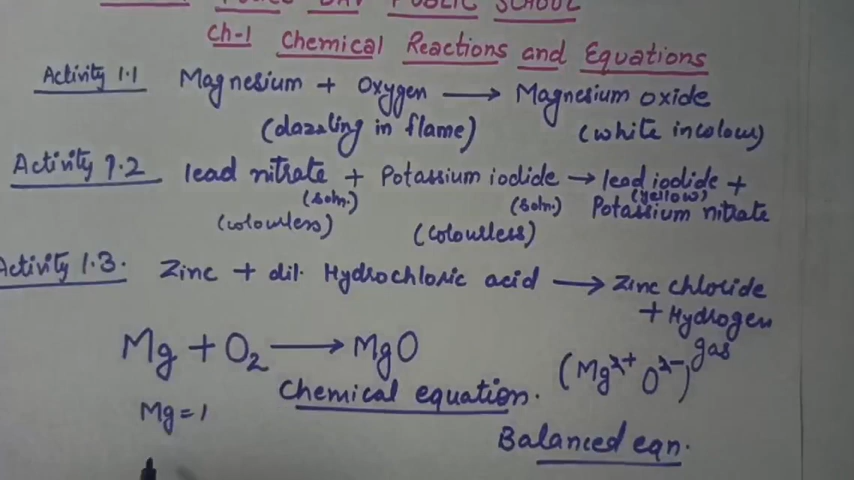 DAV PUBLIC SCHOOL
Ch-1 Chemical Reactions and Equations
Activity 1.1 Magnesium + Oxygen → Magnesium oxide
(dazzling in flame) (white in colour)
Activity 1.2 lead nitrate + Potassium iodide → lead iodide +
(soln.) (soln.) (yellow) Potassium nitrate
(colourless) (colourless)
Activity 1.3. Zinc + dil. Hydrochloric acid → Zinc chloride
+ Hydrogen
gas
Mg + O₂ → MgO (Mg²⁺ O²⁻)
Chemical equation.
Mg = 1
Balanced eqn.